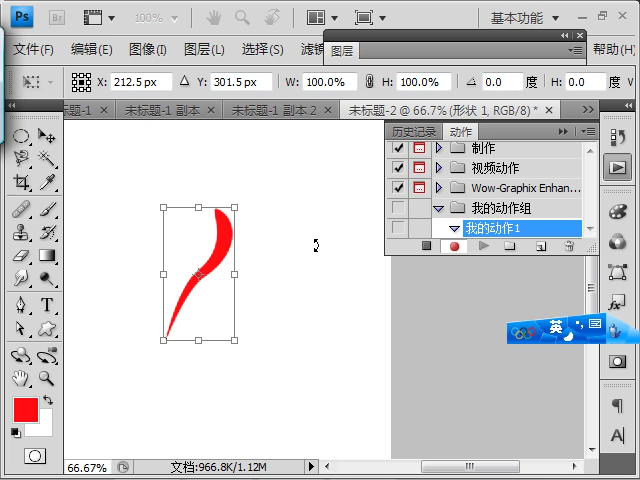 Ps Br 100% 基本功能
文件(F) 编辑(E) 图像(I) 图层(L) 选择(S) 滤镜 帮助(H)
图层
X: 212.5 px Y: 301.5 px W: 100.0% H: 100.0% 0.0 度 H: 0.0 V
标题-1 未标题-1 副本 未标题-1 副本 2 未标题-2 @ 66.7% (形状 1, RGB/8) *
历史记录 动作
制作
视频动作
Wow-Graphix Enhan...
我的动作组
我的动作1
英
T
A
66.67% 文档:966.8K/1.12M